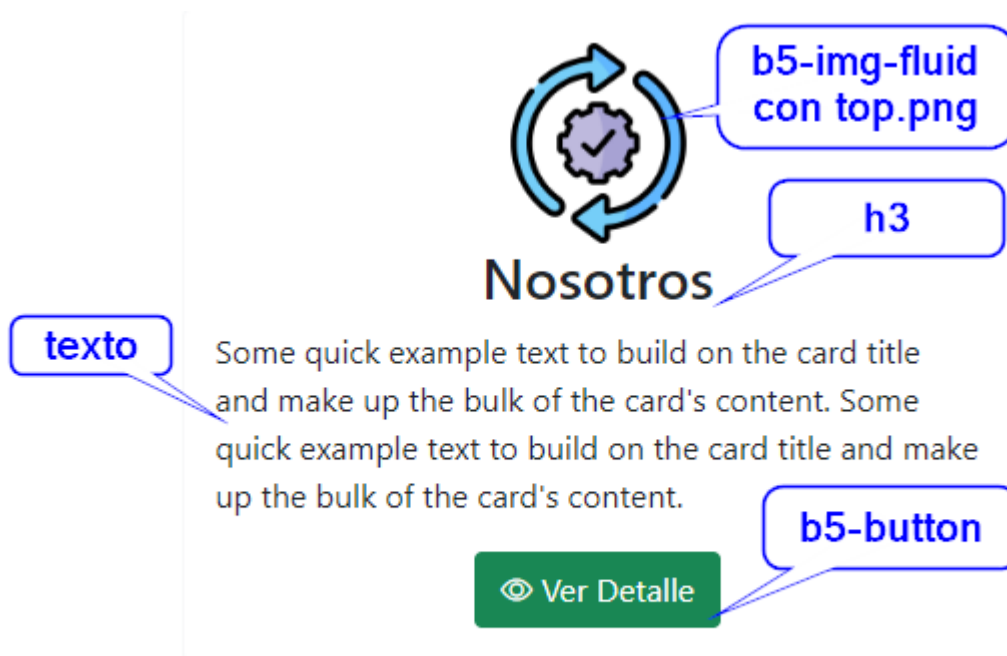 b5-img-fluid
con top.png
h3
Nosotros
texto
Some quick example text to build on the card title
and make up the bulk of the card's content. Some
quick example text to build on the card title and make
up the bulk of the card's content.
b5-button
Ver Detalle